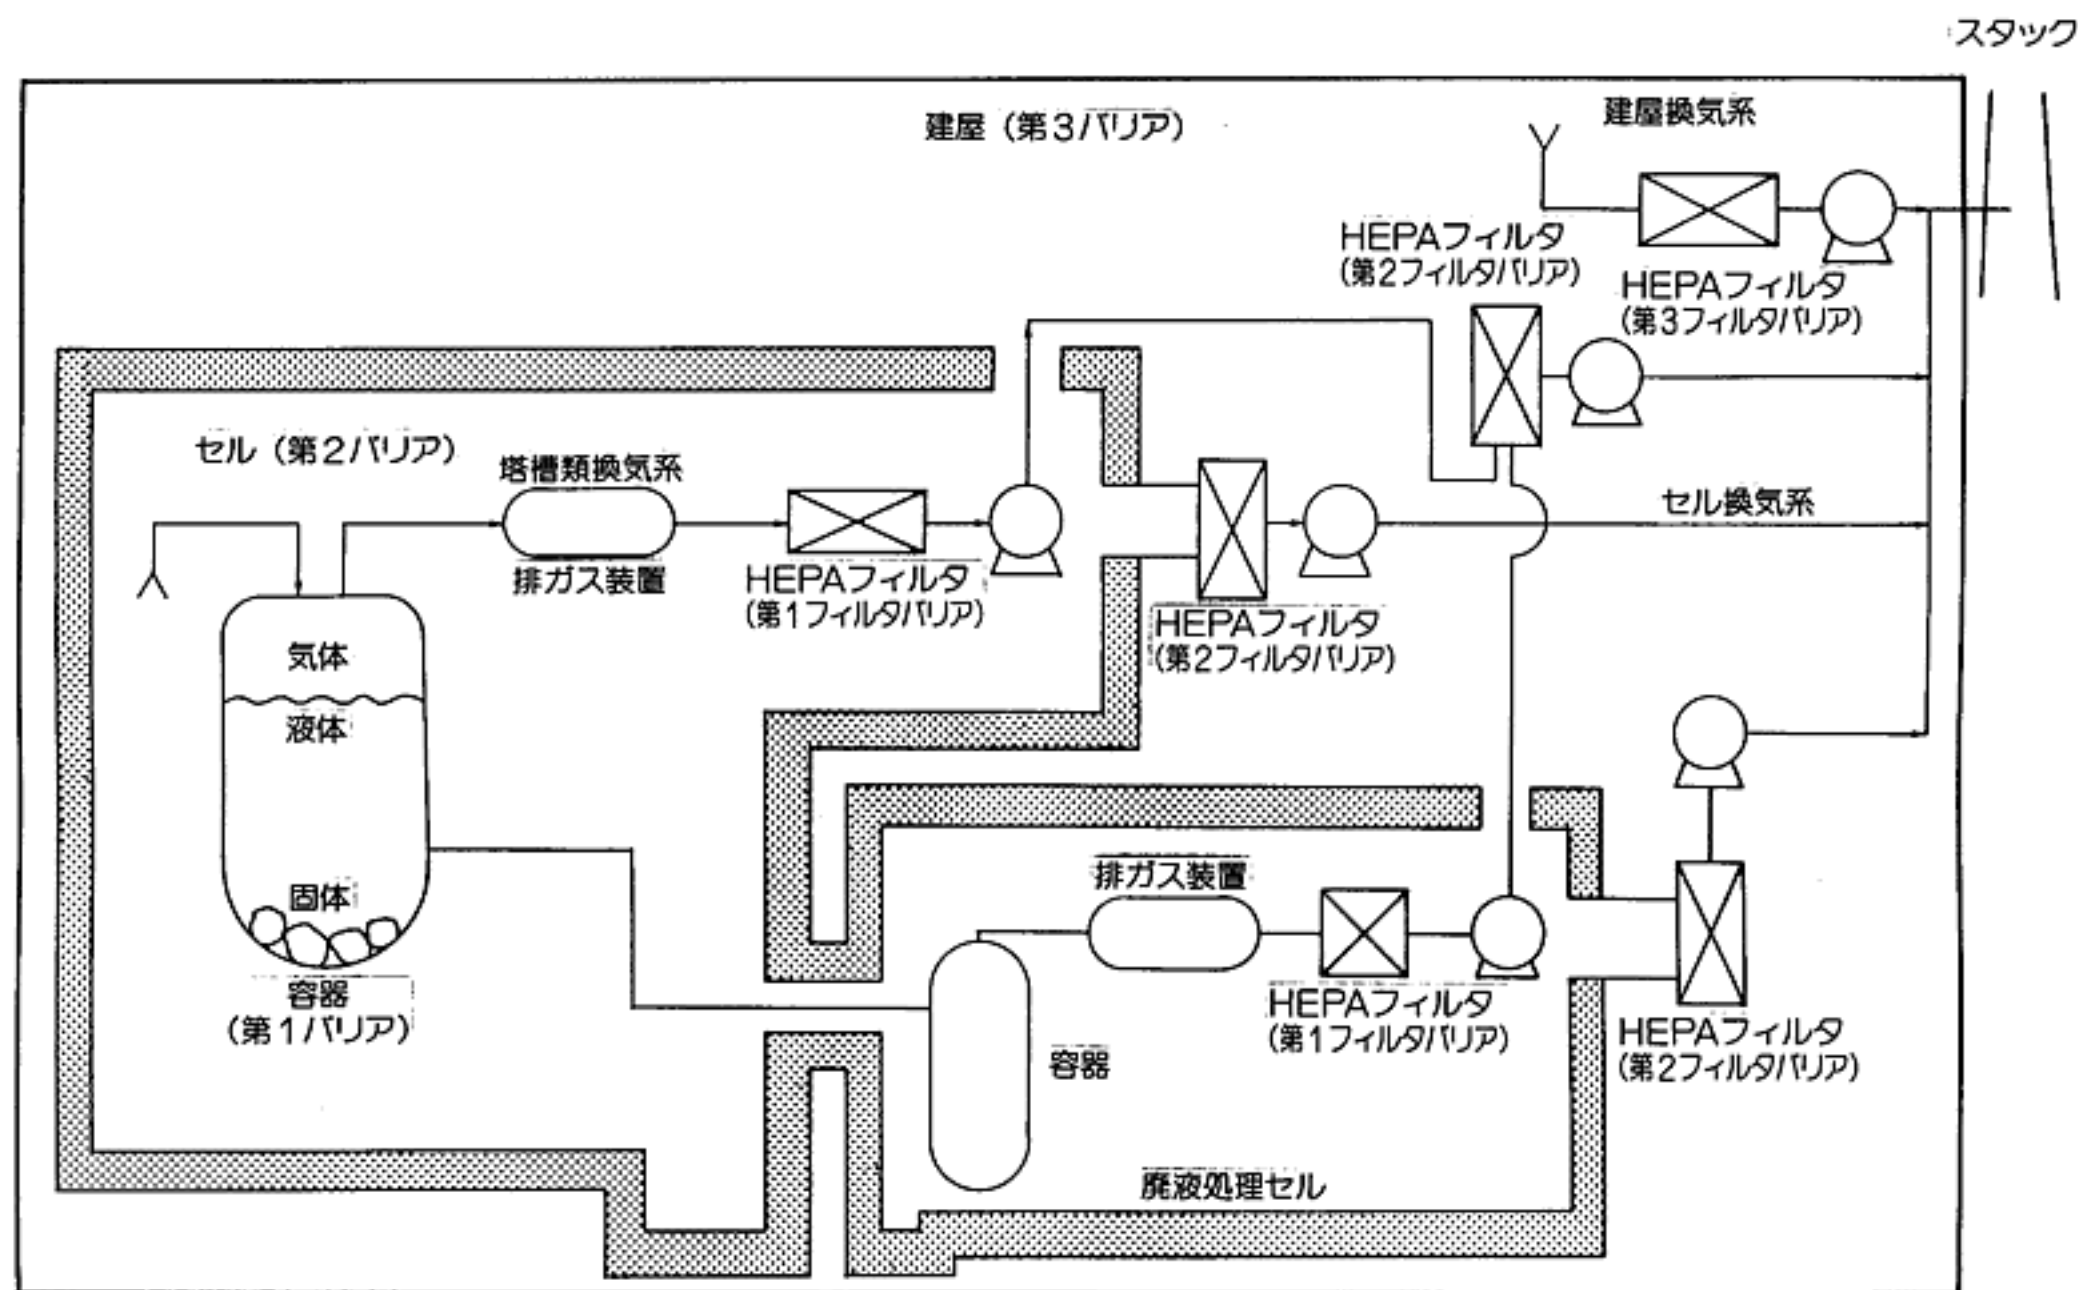 スタック
建屋(第3バリア)
建屋換気系
HEPAフィルタ
(第2フィルタバリア)
HEPAフィルタ
(第3フィルタバリア)
セル(第2バリア)
塔槽類換気系
排ガス装置
HEPAフィルタ
(第1フィルタバリア)
セル換気系
HEPAフィルタ
(第2フィルタバリア)
気体
液体
固体
容器
(第1バリア)
排ガス装置
HEPAフィルタ
(第1フィルタバリア)
HEPAフィルタ
(第2フィルタバリア)
容器
廃液処理セル